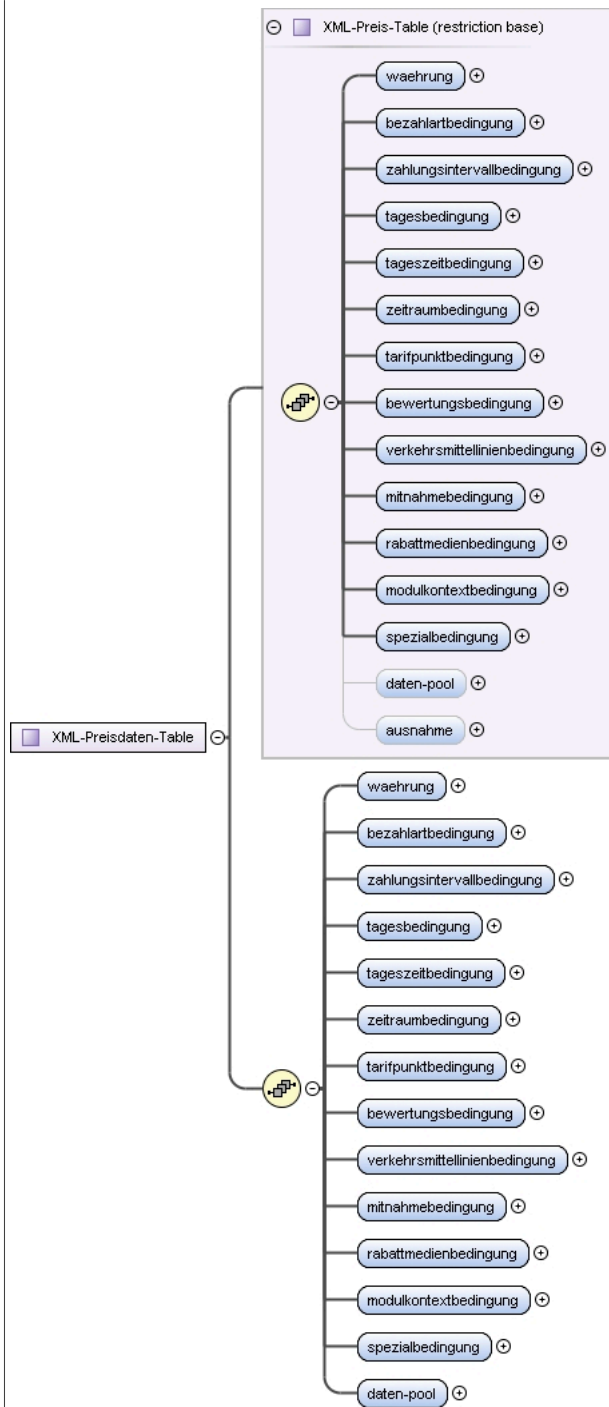 XML-Preis-Table (restriction base)
waehrung
bezahlartbedingung
zahlungsintervallbedingung
tagesbedingung
tageszeitbedingung
zeitraumbedingung
tarifpunktbedingung
bewertungsbedingung
verkehrsmittellinienbedingung
mitnahmebedingung
rabattmedienbedingung
modulkontextbedingung
spezialbedingung
daten-pool
ausnahme
XML-Preisdaten-Table
waehrung
bezahlartbedingung
zahlungsintervallbedingung
tagesbedingung
tageszeitbedingung
zeitraumbedingung
tarifpunktbedingung
bewertungsbedingung
verkehrsmittellinienbedingung
mitnahmebedingung
rabattmedienbedingung
modulkontextbedingung
spezialbedingung
daten-pool